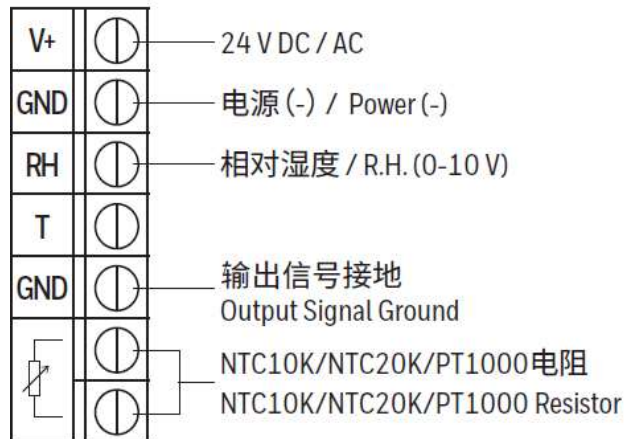 V+ 24 V DC / AC
GND 电源 (-) / Power (-)
RH 相对湿度 / R.H. (0-10 V)
T
GND 输出信号接地
Output Signal Ground
NTC10K/NTC20K/PT1000电阻
NTC10K/NTC20K/PT1000 Resistor